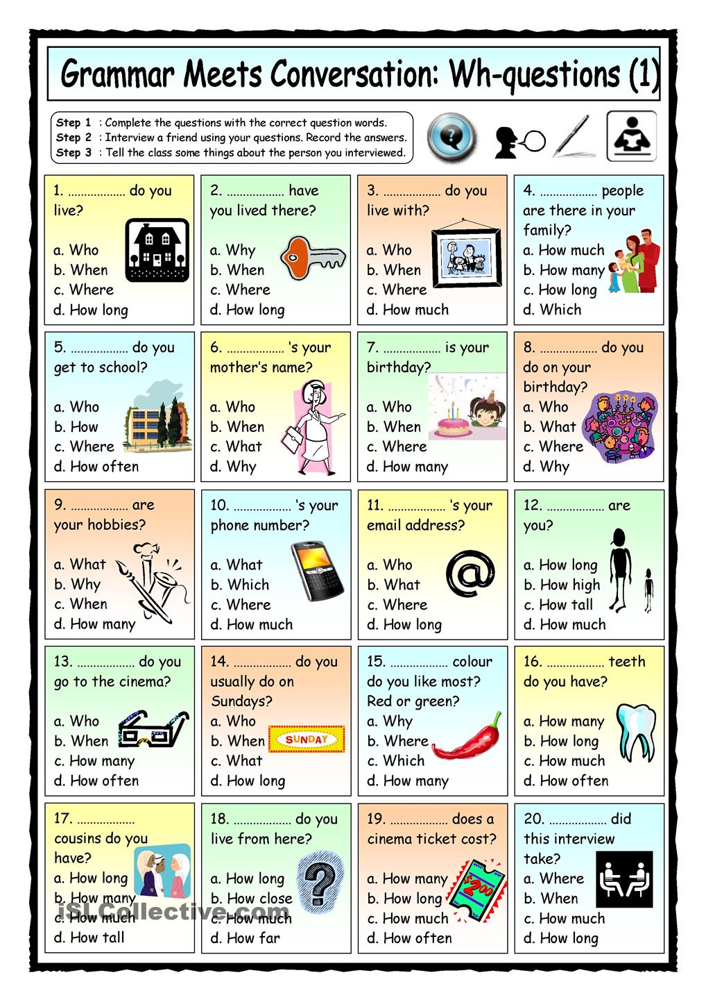 Grammar Meets Conversation: Wh-questions (1)
Step 1 : Complete the questions with the correct question words.
Step 2 : Interview a friend using your questions. Record the answers.
Step 3 : Tell the class some things about the person you interviewed.
?
1. .................. do you
live?
a. Who
b. When
c. Where
d. How long
2. .................. have
you lived there?
a. Why
b. When
c. Where
d. How long
3. .................. do you
live with?
a. Who
b. When
c. Where
d. How much
4. .................. people
are there in your
family?
a. How much
b. How many
c. How long
d. Which
5. .................. do you
get to school?
a. Who
b. How
c. Where
d. How often
6. .................. ‘s your
mother’s name?
a. Who
b. When
c. What
d. Why
7. .................. is your
birthday?
a. Who
b. When
c. Where
d. How many
8. .................. do you
do on your
birthday?
a. Who
b. What
c. Where
d. Why
9. .................. are
your hobbies?
a. What
b. Why
c. When
d. How many
10. .................. ‘s your
phone number?
a. What
b. Which
c. Where
d. How much
11. .................. ‘s your
email address?
a. Who
b. What
c. Where
d. How long
@
12. .................. are
you?
a. How long
b. How high
c. How tall
d. How much
13. .................. do you
go to the cinema?
a. Who
b. When
c. How many
d. How often
14. .................. do you
usually do on
Sundays?
a. Who
b. When
c. What
d. How long
SUNDAY
15. .................. colour
do you like most?
Red or green?
a. Why
b. Where
c. Which
d. How many
16. .................. teeth
do you have?
a. How many
b. How long
c. How much
d. How often
17. ..................
cousins do you
have?
a. How long
b. How many
c. How much
d. How tall
18. .................. do you
live from here?
a. How long
b. How close
c. How much
d. How far
?
19. .................. does a
cinema ticket cost?
a. How many
b. How long
c. How much
d. How often
$2.00
20. .................. did
this interview
take?
a. Where
b. When
c. How much
d. How long
iSLCollective.com